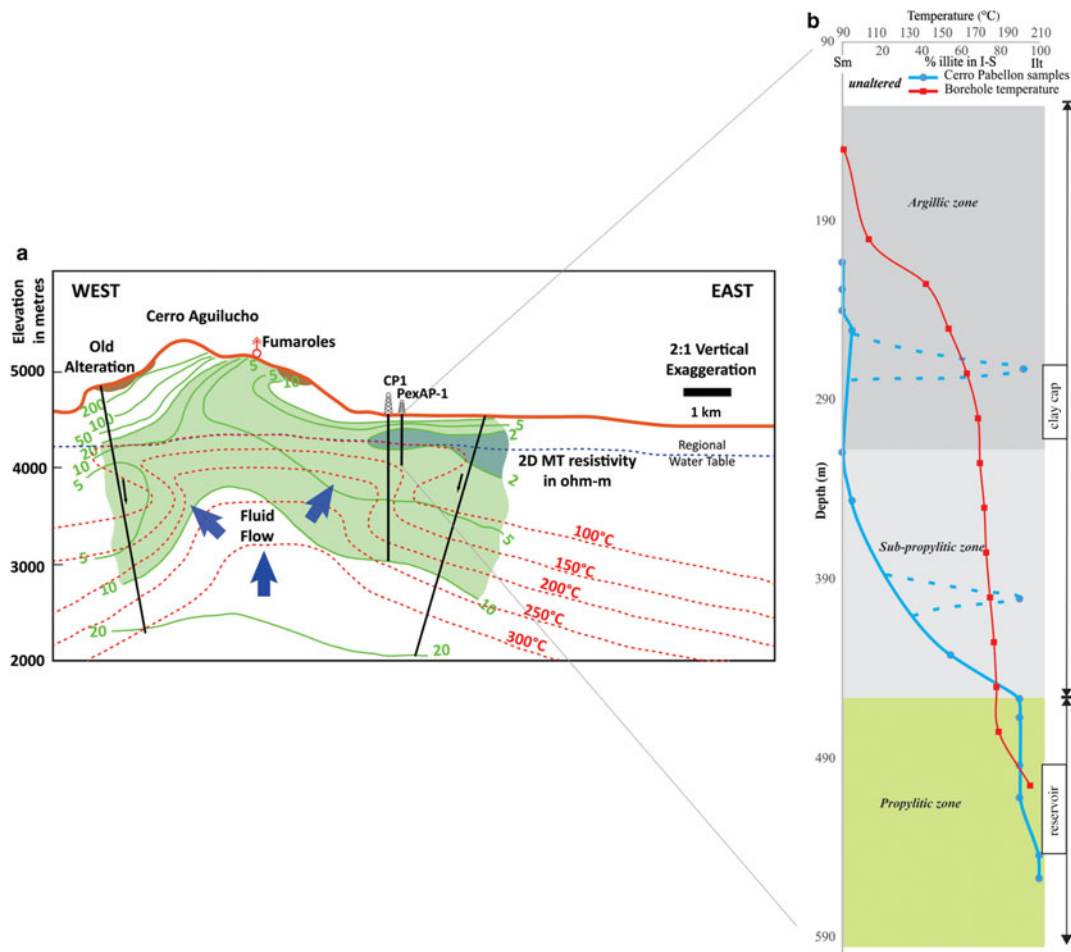 a
WEST
EAST
Elevation
in metres
Cerro Aguilucho
Fumaroles
Old
Alteration
2:1 Vertical
Exaggeration
1 km
CP1
PexAP-1
5000
4000
3000
2000
200
100
50
20
10
5
5
10
5
2
2
Regional
Water Table
2D MT resistivity
in ohm-m
Fluid
Flow
5
10
20
20
5
10
100°C
150°C
200°C
250°C
300°C
b
Temperature (°C)
90 110 130 150 170 190 210
90
20 40 60 80 100
Sm % illite in I-S Ilt
unaltered
Cerro Pabellon samples
Borehole temperature
Argillic zone
190
290
clay cap
Depth (m)
Sub-propylitic zone
390
490
Propylitic zone
reservoir
590